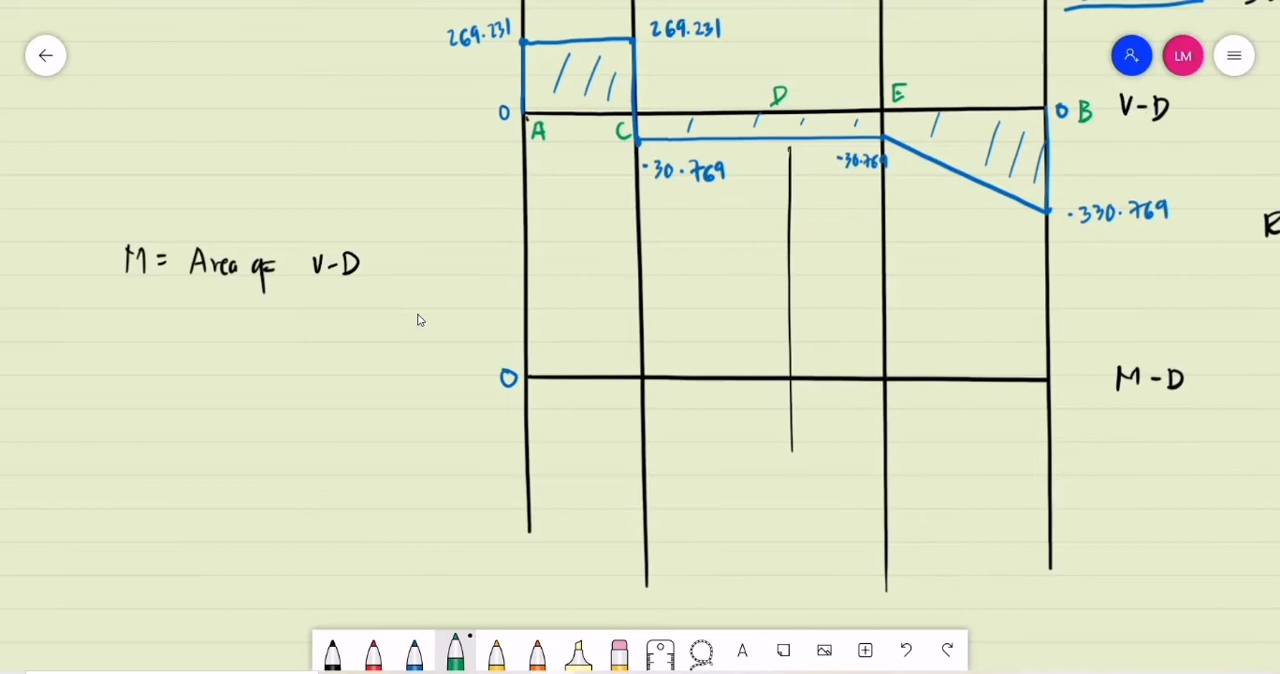 269.231 269.231
LM
0 A C D E 0 B V-D
-30.769 -30.769
-330.769
M = Area of V-D
0 M-D
A